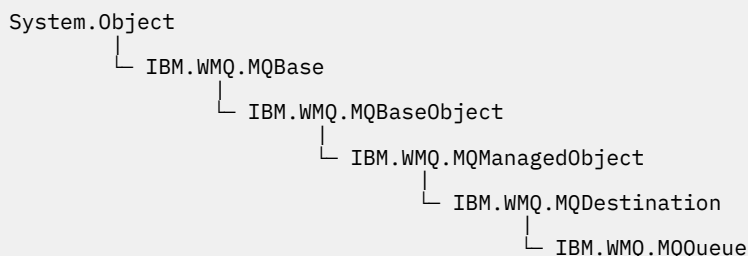 System.Object
IBM.WMQ.MQBase
IBM.WMQ.MQBaseObject
IBM.WMQ.MQManagedObject
IBM.WMQ.MQDestination
IBM.WMQ.MQQueue